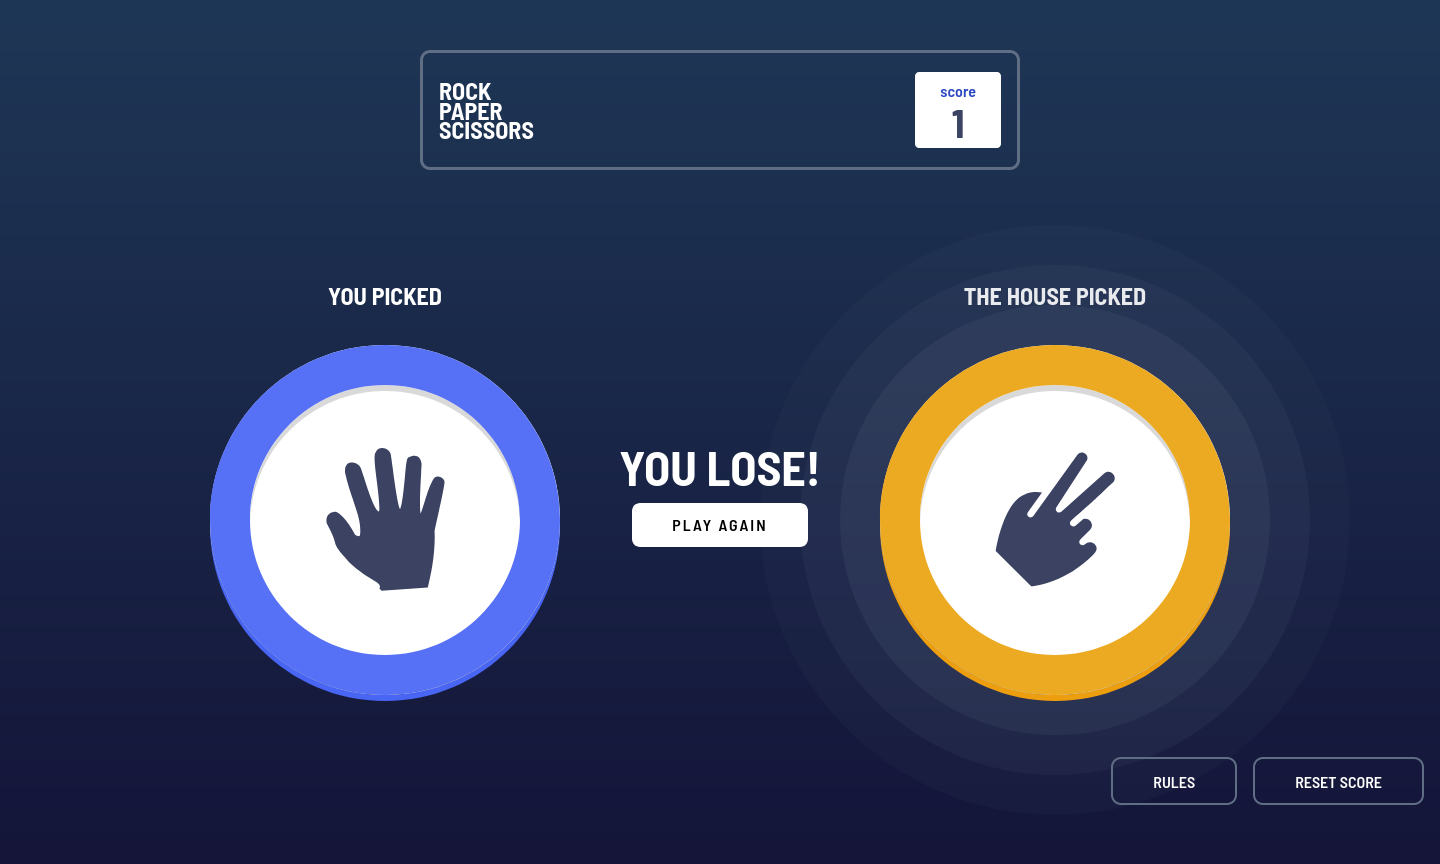 ROCK
PAPER
SCISSORS
score
1
YOU PICKED
THE HOUSE PICKED
YOU LOSE!
PLAY AGAIN
RULES
RESET SCORE